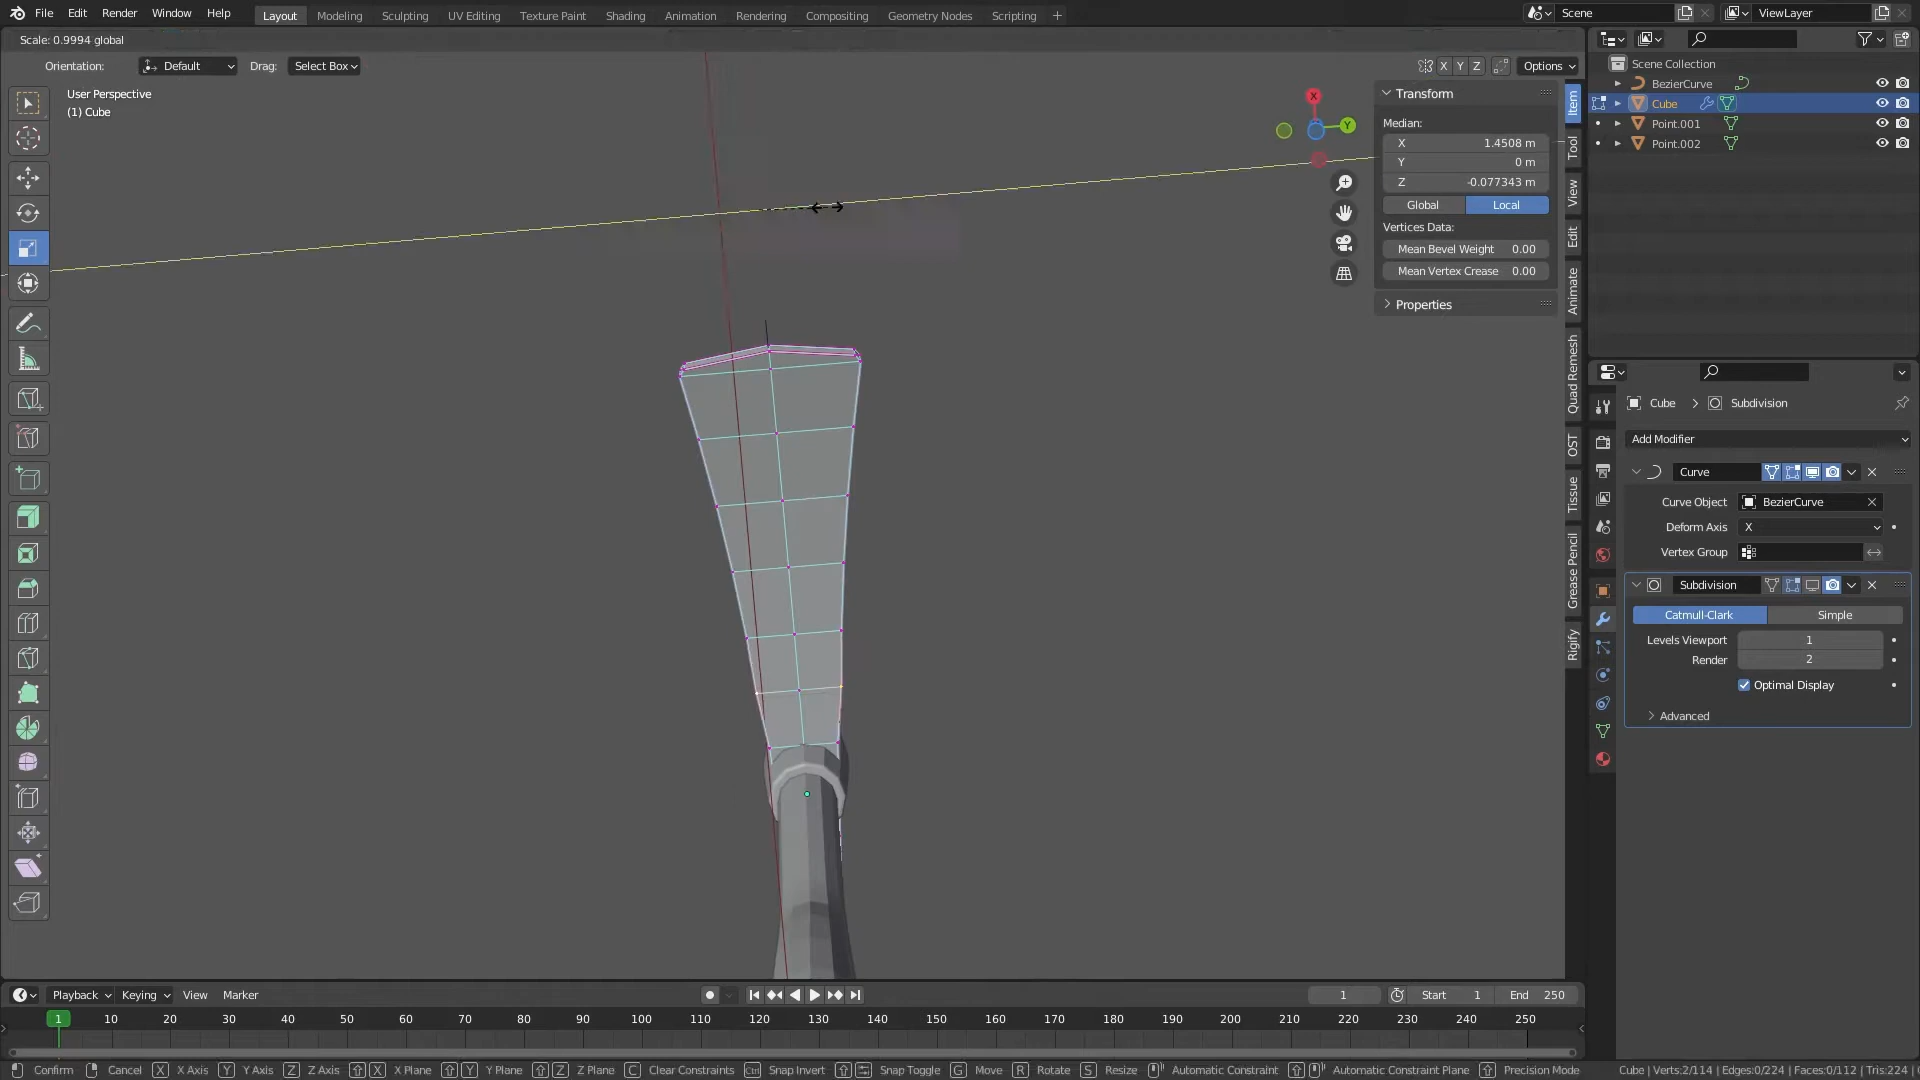 File Edit Render Window Help Layout Modeling Sculpting UV Editing Texture Paint Shading Animation Rendering Compositing Geometry Nodes Scripting + Scene ViewLayer
Scale: 0.9994 global
Orientation: Default Drag: Select Box X Y Z Options
User Perspective
(1) Cube
X
Y
Transform
Median:
X 1.4508 m
Y 0 m
Z -0.077343 m
Global Local
Vertices Data:
Mean Bevel Weight 0.00
Mean Vertex Crease 0.00
Properties
Item
Tool
View
Edit
Animate
Quad Remesh
OST
Tissue
Grease Pencil
Rigify
Scene Collection
BezierCurve
Cube
Point.001
Point.002
Cube > Subdivision
Add Modifier
Curve
Curve Object BezierCurve
Deform Axis X
Vertex Group
Subdivision
Catmull-Clark Simple
Levels Viewport 1
Render 2
Optimal Display
Advanced
Playback Keying View Marker 1 Start 1 End 250
1 10 20 30 40 50 60 70 80 90 100 110 120 130 140 150 160 170 180 190 200 210 220 230 240 250
Confirm Cancel X X Axis Y Y Axis Z Z Axis X X Plane Y Y Plane Z Z Plane C Clear Constraints Ctrl Snap Invert Snap Toggle G Move R Rotate S Resize Automatic Constraint Automatic Constraint Plane Precision Mode Cube | Verts:2/114 | Edges:0/224 | Faces:0/112 | Tris:224 |